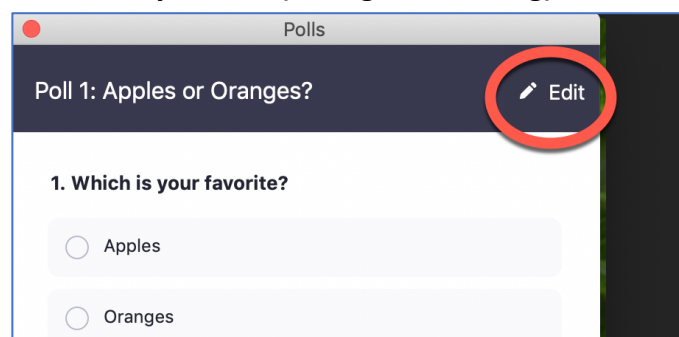 Polls
Poll 1: Apples or Oranges?
Edit
1. Which is your favorite?
Apples
Oranges